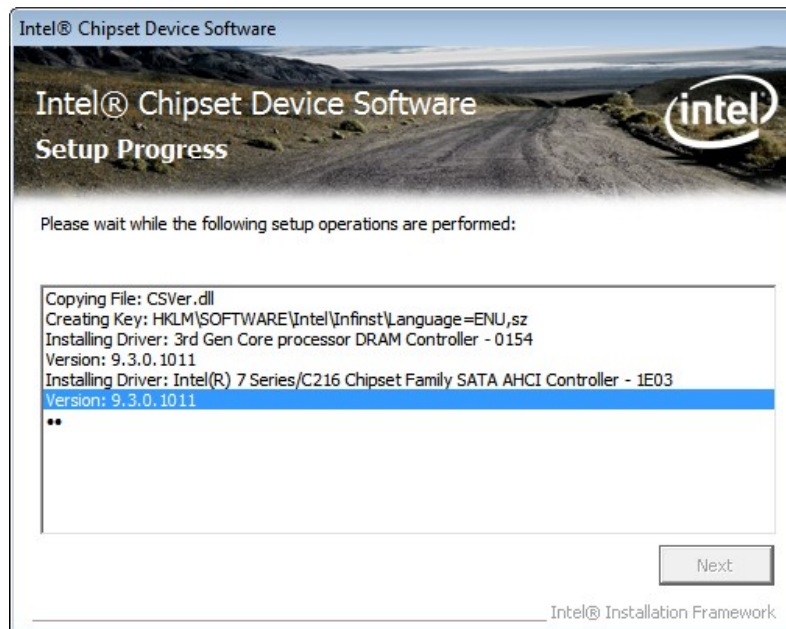 Intel® Chipset Device Software
Intel® Chipset Device Software
intel
Setup Progress
Please wait while the following setup operations are performed:
Copying File: CSVer.dll
Creating Key: HKLM\SOFTWARE\Intel\Infinst\Language=ENU,sz
Installing Driver: 3rd Gen Core processor DRAM Controller - 0154
Version: 9.3.0.1011
Installing Driver: Intel(R) 7 Series/C216 Chipset Family SATA AHCI Controller - 1E03
Version: 9.3.0.1011
••
Next
Intel® Installation Framework